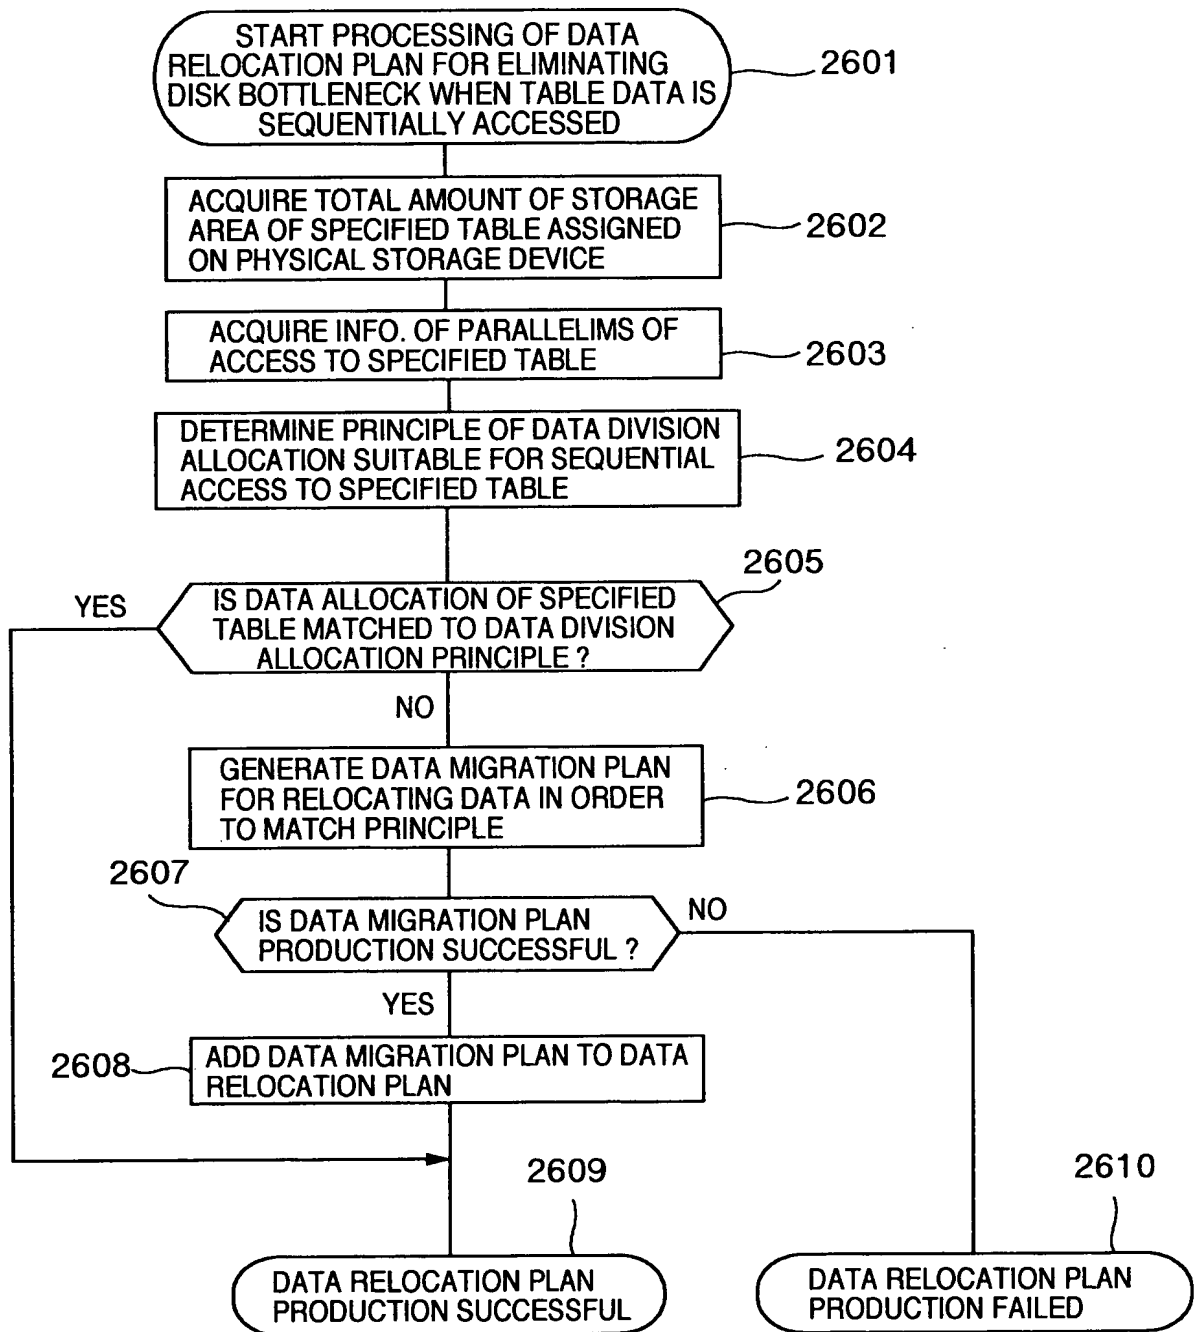 START PROCESSING OF DATA
RELOCATION PLAN FOR ELIMINATING
DISK BOTTLENECK WHEN TABLE DATA IS
SEQUENTIALLY ACCESSED
2601
ACQUIRE TOTAL AMOUNT OF STORAGE
AREA OF SPECIFIED TABLE ASSIGNED
ON PHYSICAL STORAGE DEVICE
2602
ACQUIRE INFO. OF PARALLELIMS OF
ACCESS TO SPECIFIED TABLE
2603
DETERMINE PRINCIPLE OF DATA DIVISION
ALLOCATION SUITABLE FOR SEQUENTIAL
ACCESS TO SPECIFIED TABLE
2604
2605
YES
IS DATA ALLOCATION OF SPECIFIED
TABLE MATCHED TO DATA DIVISION
ALLOCATION PRINCIPLE ?
NO
GENERATE DATA MIGRATION PLAN
FOR RELOCATING DATA IN ORDER
TO MATCH PRINCIPLE
2606
2607
IS DATA MIGRATION PLAN
PRODUCTION SUCCESSFUL ?
NO
YES
2608
ADD DATA MIGRATION PLAN TO DATA
RELOCATION PLAN
2609
2610
DATA RELOCATION PLAN
PRODUCTION SUCCESSFUL
DATA RELOCATION PLAN
PRODUCTION FAILED